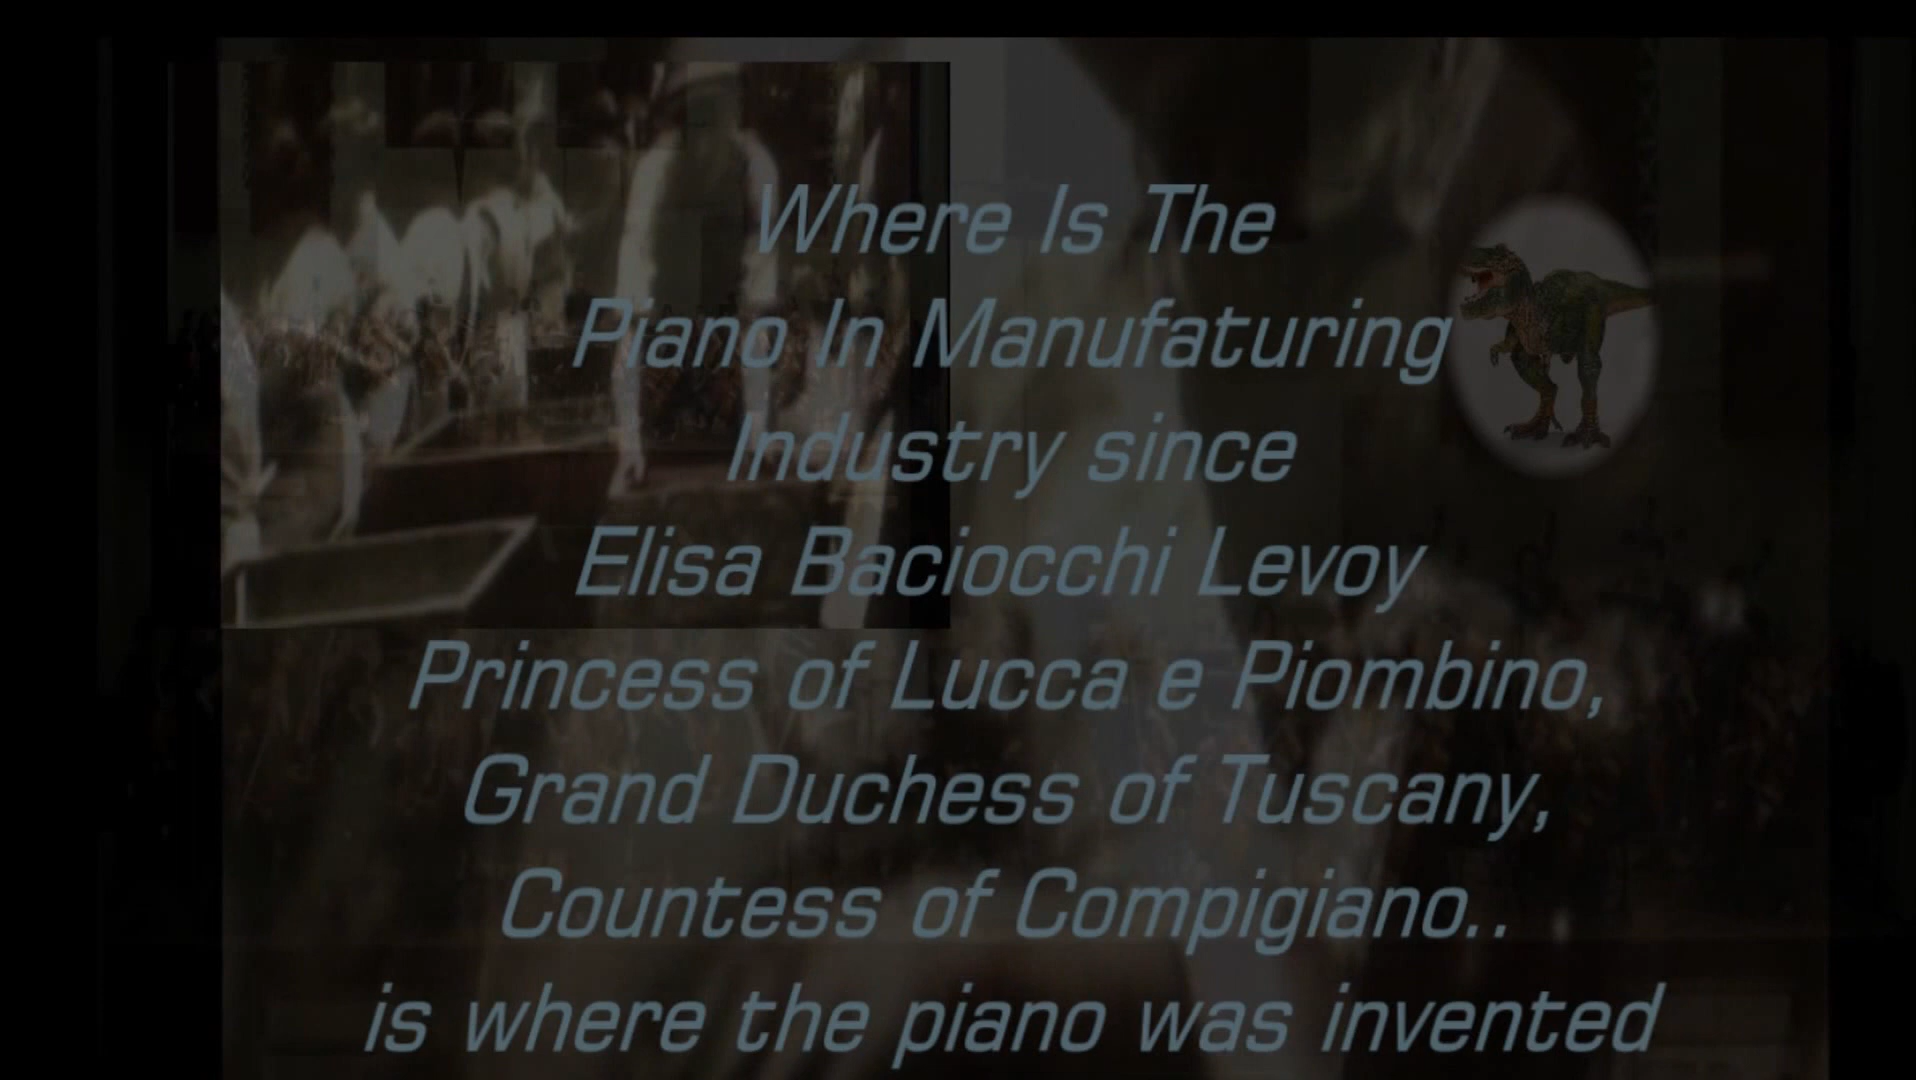 Where Is The
Piano In Manufaturing
Industry since
Elisa Baciocchi Levoy
Princess of Lucca e Piombino,
Grand Duchess of Tuscany,
Countess of Compigiano..
is where the piano was invented